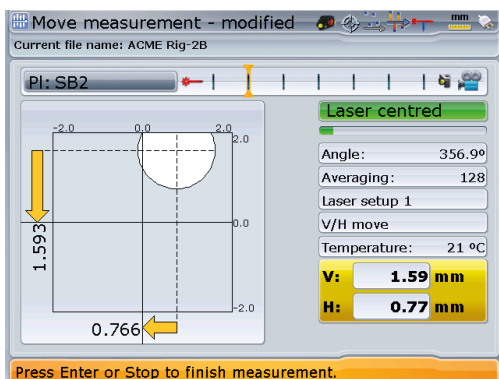 Move measurement - modified
mm
Current file name: ACME Rig-2B
PI: SB2
Laser centred
-2.0 0.0 2.0
2.0
0.0
-2.0
1.593
0.766
Angle: 356.9º
Averaging: 128
Laser setup 1
V/H move
Temperature: 21 ºC
V: 1.59 mm
H: 0.77 mm
Press Enter or Stop to finish measurement.